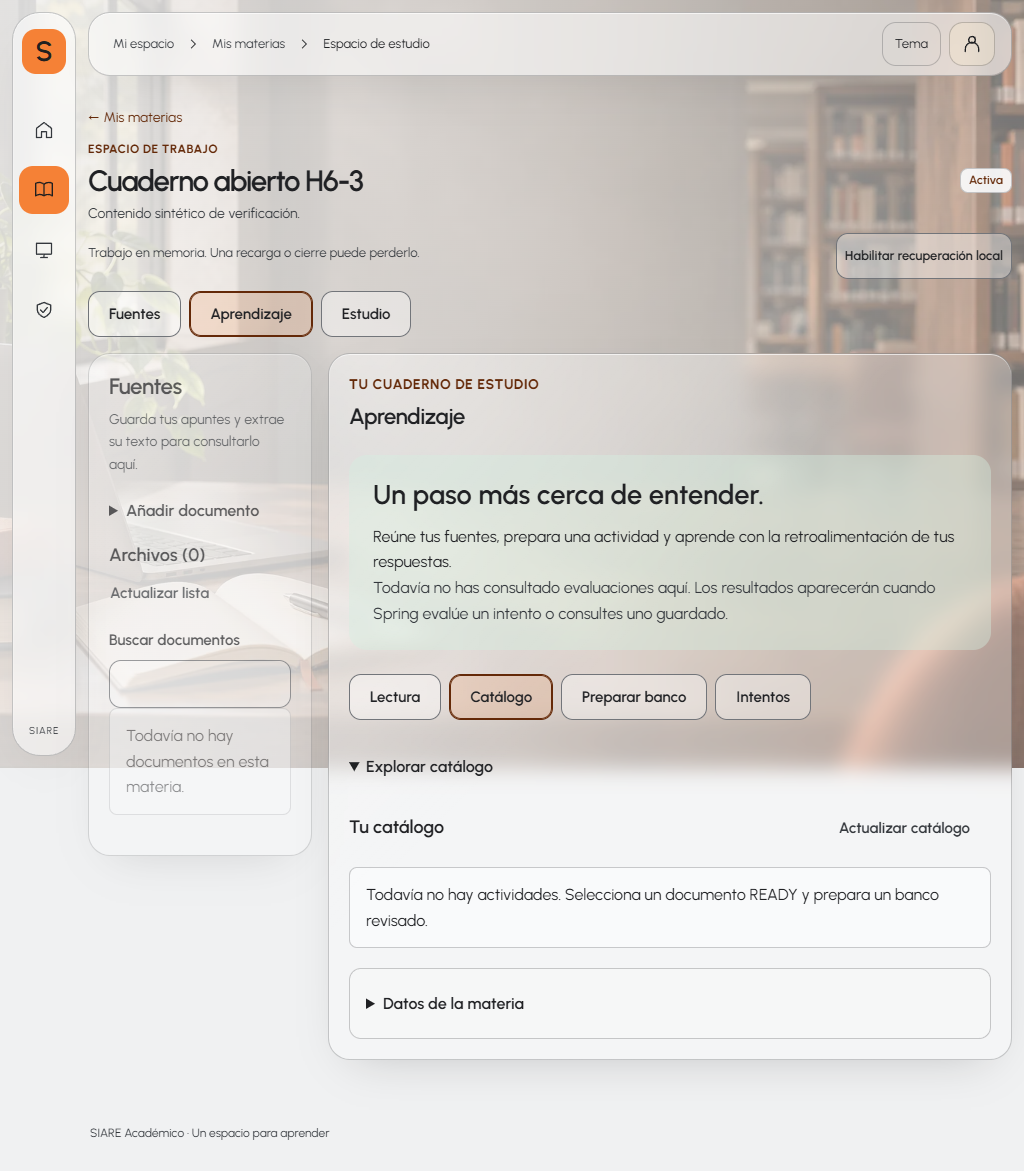 S
Mi espacio > Mis materias > Espacio de estudio
Tema
← Mis materias
ESPACIO DE TRABAJO
Cuaderno abierto H6-3
Activa
Contenido sintético de verificación.
Trabajo en memoria. Una recarga o cierre puede perderlo.
Habilitar recuperación local
Fuentes
Aprendizaje
Estudio
Fuentes
Guarda tus apuntes y extrae
su texto para consultarlo
aquí.
Añadir documento
Archivos (0)
Actualizar lista
Buscar documentos
Todavía no hay
documentos en esta
materia.
TU CUADERNO DE ESTUDIO
Aprendizaje
Un paso más cerca de entender.
Reúne tus fuentes, prepara una actividad y aprende con la retroalimentación de tus
respuestas.
Todavía no has consultado evaluaciones aquí. Los resultados aparecerán cuando
Spring evalúe un intento o consultes uno guardado.
Lectura
Catálogo
Preparar banco
Intentos
Explorar catálogo
Tu catálogo
Actualizar catálogo
Todavía no hay actividades. Selecciona un documento READY y prepara un banco
revisado.
Datos de la materia
SIARE
SIARE Académico · Un espacio para aprender